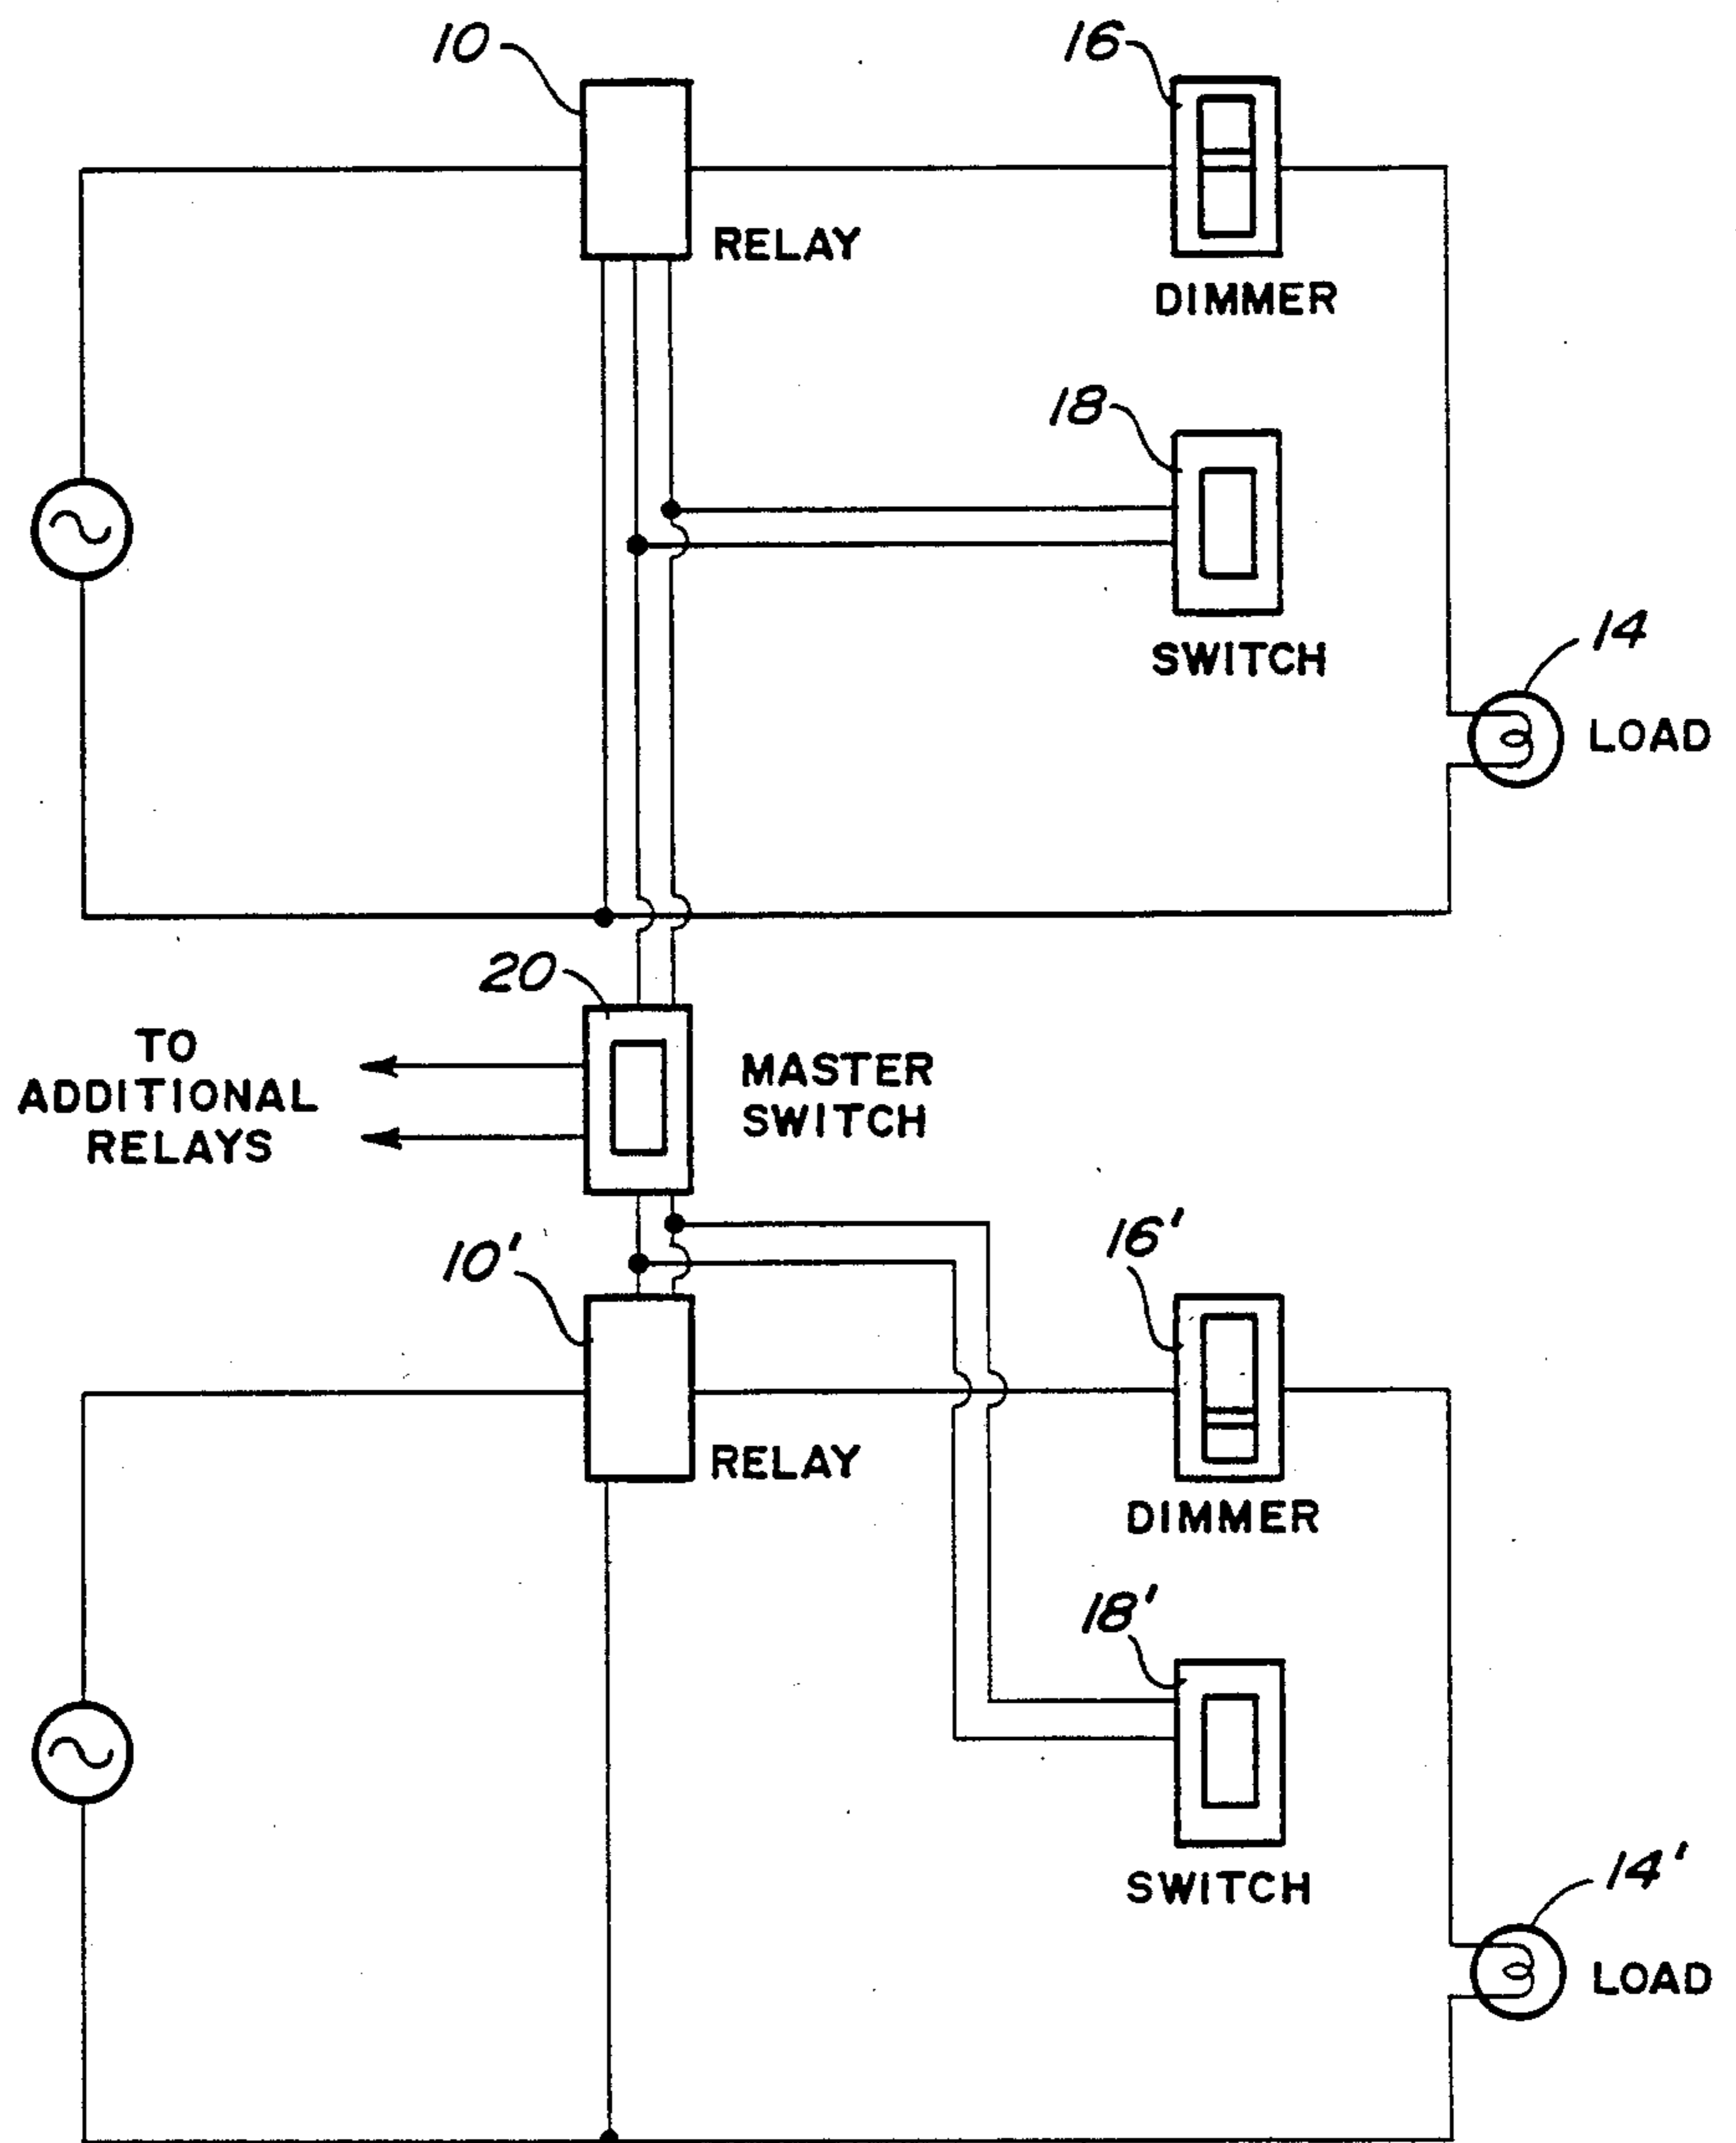 10
16
RELAY
DIMMER
18
SWITCH
14
LOAD
20
TO
ADDITIONAL
RELAYS
MASTER
SWITCH
10'
16'
RELAY
DIMMER
18'
SWITCH
14'
LOAD